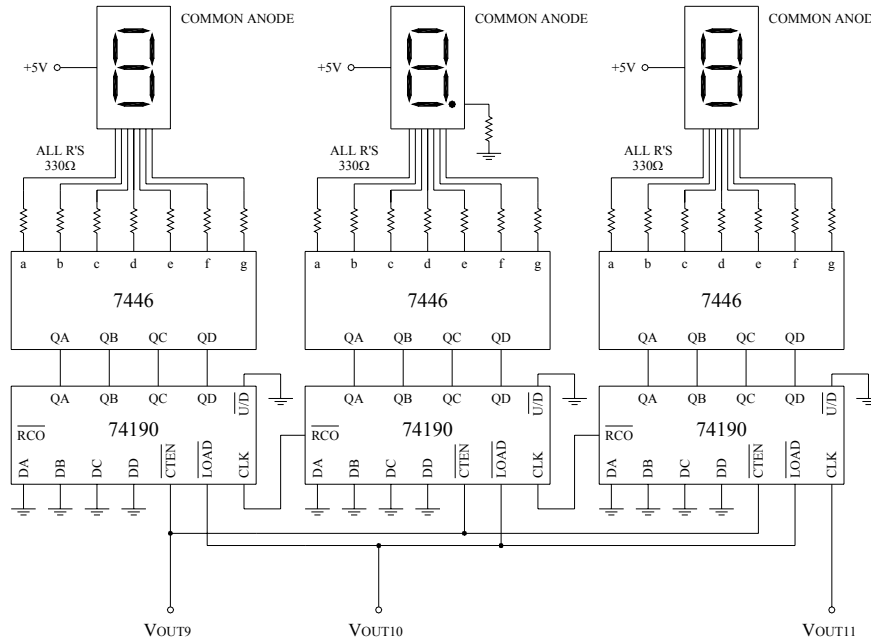 COMMON ANODE COMMON ANODE COMMON ANOD
+5V +5V +5V
ALL R'S ALL R'S ALL R'S
330Ω 330Ω 330Ω
a b c d e f g a b c d e f g a b c d e f g
7446 7446 7446
QA QB QC QD QA QB QC QD QA QB QC QD
QA QB QC QD U/D QA QB QC QD U/D QA QB QC QD U/D
RCO 74190 RCO 74190 RCO 74190
DA DB DC DD CTEN LOAD CLK DA DB DC DD CTEN LOAD CLK DA DB DC DD CTEN LOAD CLK
VOUT9 VOUT10 VOUT11